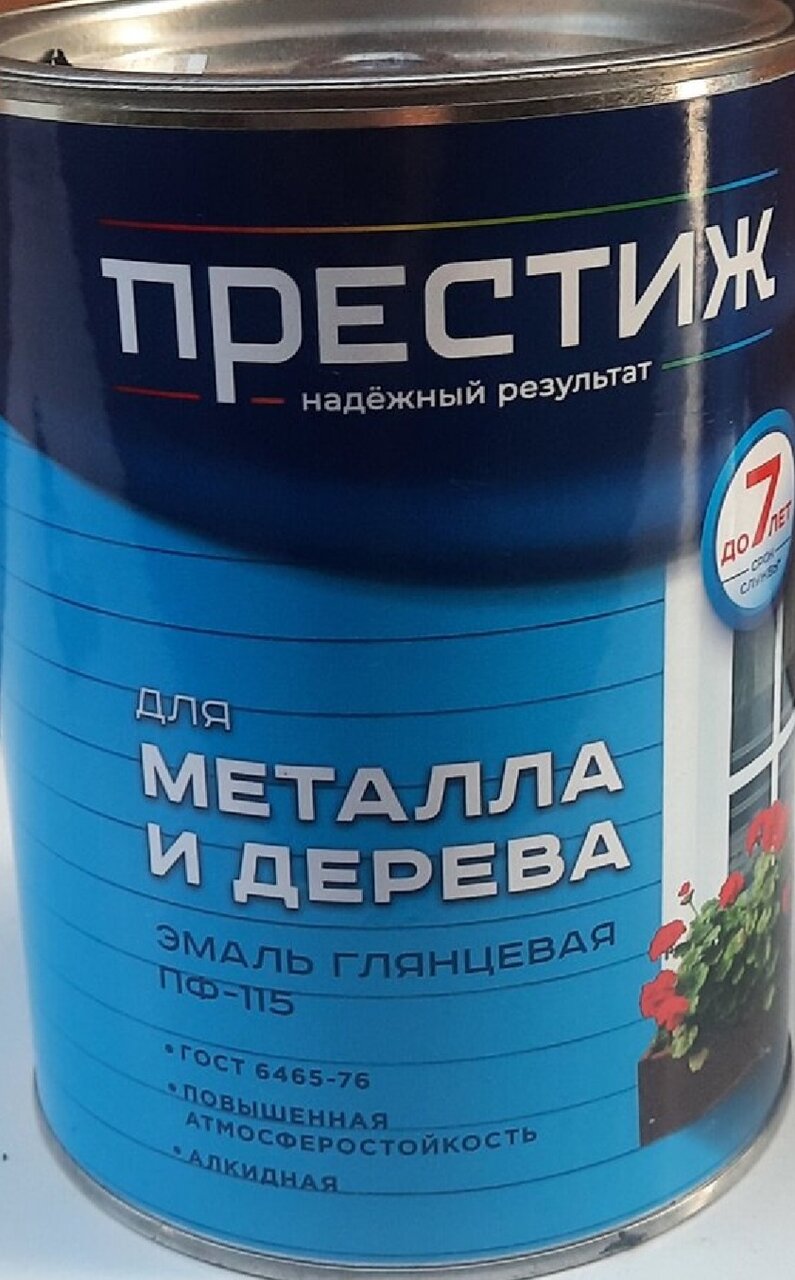 ПРЕСТИЖ
надёжный результат
ДО 7 ЛЕТ
СРОК
СЛУЖБЫ
ДЛЯ
МЕТАЛЛА
И ДЕРЕВА
ЭМАЛЬ ГЛЯНЦЕВАЯ
ПФ-115
• ГОСТ 6465-76
• ПОВЫШЕННАЯ
АТМОСФЕРОСТОЙКОСТЬ
• АЛКИДНАЯ